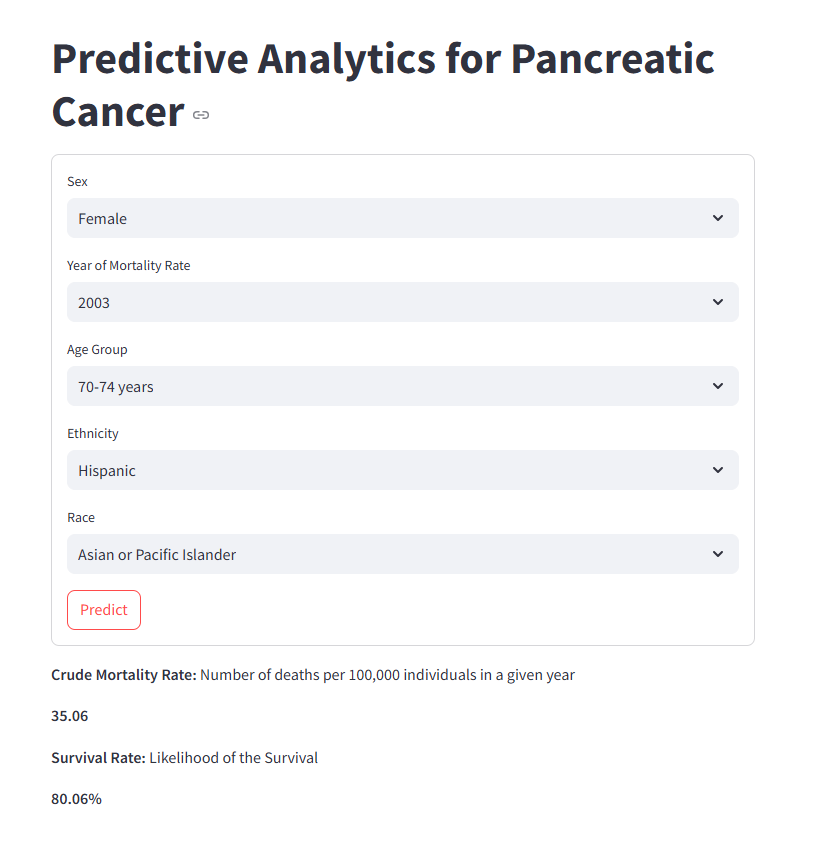 Predictive Analytics for Pancreatic
Cancer
Sex
Female
Year of Mortality Rate
2003
Age Group
70-74 years
Ethnicity
Hispanic
Race
Asian or Pacific Islander
Predict
Crude Mortality Rate: Number of deaths per 100,000 individuals in a given year
35.06
Survival Rate: Likelihood of the Survival
80.06%